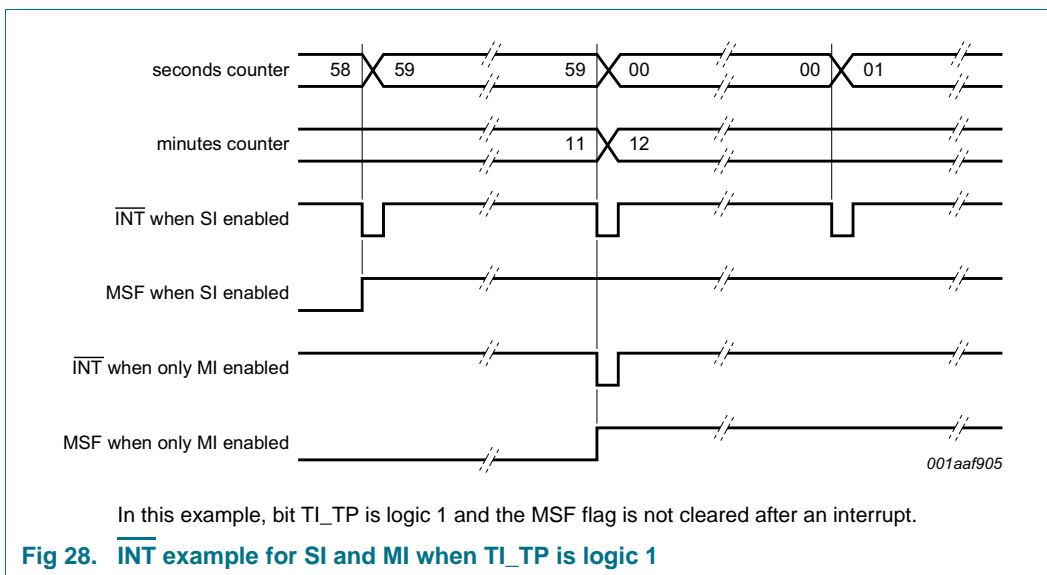 seconds counter 58 59 59 00 00 01
minutes counter 11 12
INT when SI enabled
MSF when SI enabled
INT when only MI enabled
MSF when only MI enabled
001aaf905
In this example, bit TI_TP is logic 1 and the MSF flag is not cleared after an interrupt.
Fig 28. INT example for SI and MI when TI_TP is logic 1